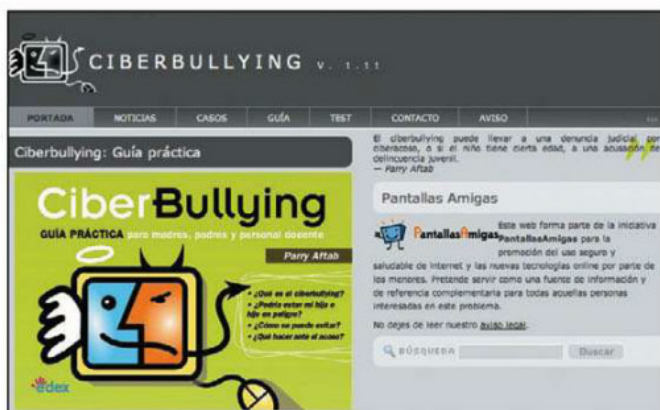 CIBERBULLYING V. 1.11
PORTADA NOTICIAS CASOS GUÍA TEST CONTACTO AVISO
Ciberbullying: Guía práctica
CiberBullying
GUÍA PRÁCTICA para madres, padres y personal docente
Parry Aftab
• ¿Qué es el ciberbullying?
• ¿Podría estar mi hijo o
hija en peligro?
• ¿Cómo se puede evitar?
• ¿Qué hacer ante el acoso?
edex
El ciberbullying puede llevar a una denuncia judicial por
ciberacoso, o si el niño tiene cierta edad, a una acusación de
delincuencia juvenil.
— Parry Aftab
Pantallas Amigas
PantallasAmigas
Este web forma parte de la iniciativa
PantallasAmigas para la
promoción del uso seguro y
saludable de Internet y las nuevas tecnologías online por parte de
los menores. Pretende servir como una fuente de información y
de referencia complementaria para todas aquellas personas
interesadas en este problema.
No dejes de leer nuestro aviso legal.
BÚSQUEDA Buscar